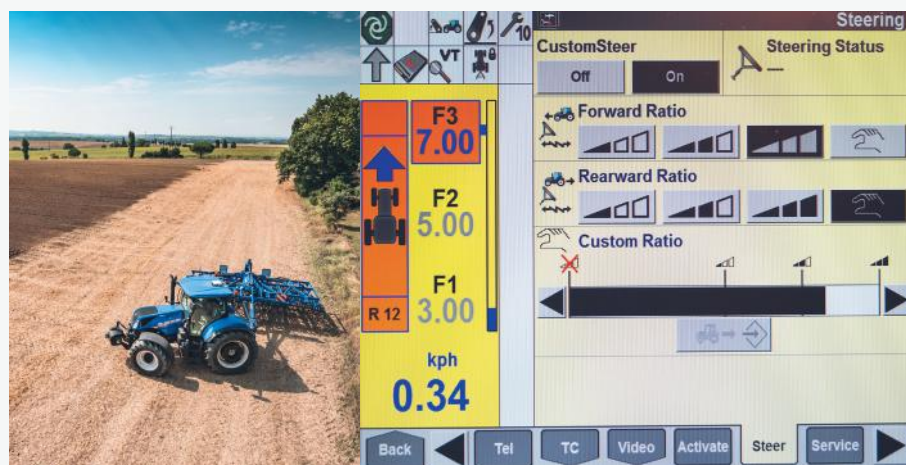 Steering
10
VT
CustomSteer
Steering Status
Off
On
F3
7.00
Forward Ratio
F2
5.00
Rearward Ratio
Custom Ratio
F1
3.00
R 12
kph
0.34
Back
Tel
TC
Video
Activate
Steer
Service